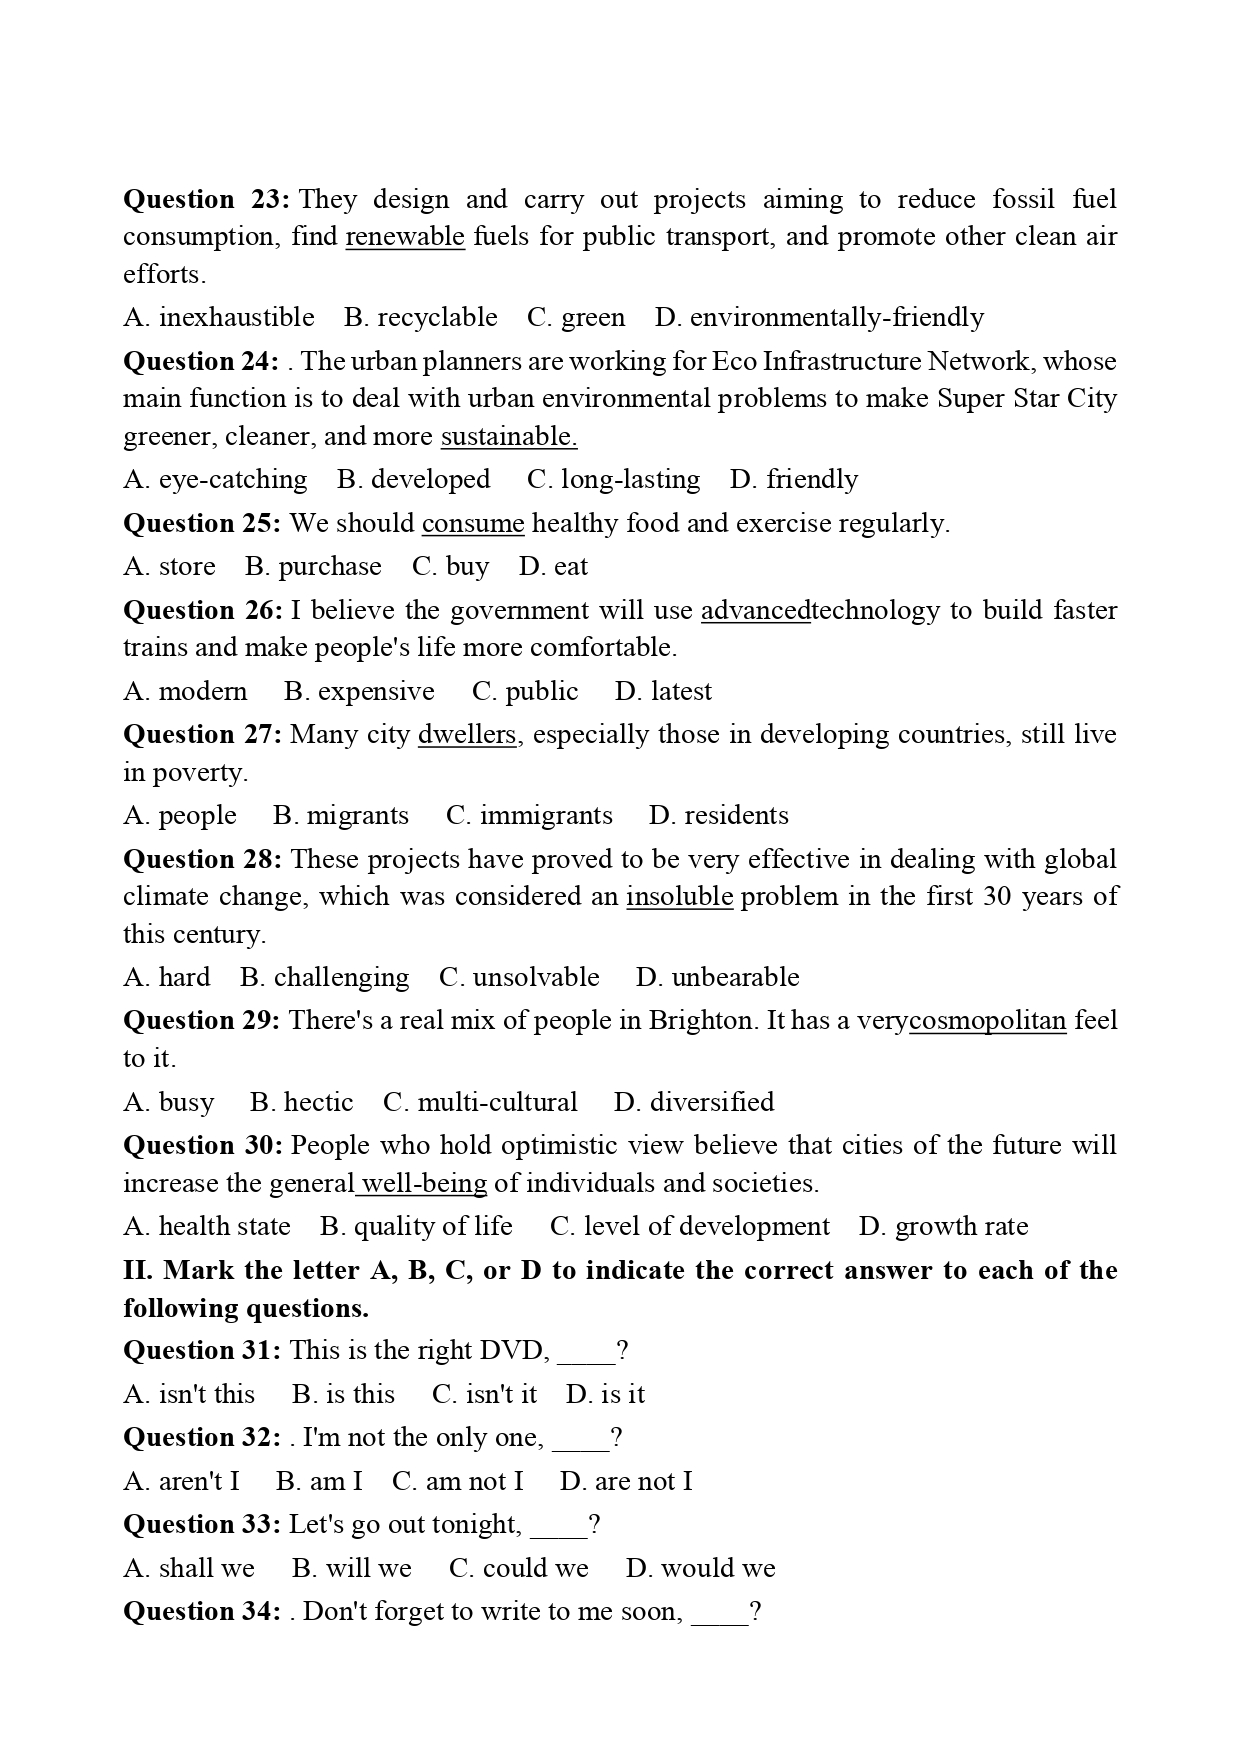 Question 23: They design and carry out projects aiming to reduce fossil fuel
consumption, find renewable fuels for public transport, and promote other clean air
efforts.
A. inexhaustible B. recyclable C. green D. environmentally-friendly
Question 24: . The urban planners are working for Eco Infrastructure Network, whose
main function is to deal with urban environmental problems to make Super Star City
greener, cleaner, and more sustainable.
A. eye-catching B. developed C. long-lasting D. friendly
Question 25: We should consume healthy food and exercise regularly.
A. store B. purchase C. buy D. eat
Question 26: I believe the government will use advancedtechnology to build faster
trains and make people's life more comfortable.
A. modern B. expensive C. public D. latest
Question 27: Many city dwellers, especially those in developing countries, still live
in poverty.
A. people B. migrants C. immigrants D. residents
Question 28: These projects have proved to be very effective in dealing with global
climate change, which was considered an insoluble problem in the first 30 years of
this century.
A. hard B. challenging C. unsolvable D. unbearable
Question 29: There's a real mix of people in Brighton. It has a verycosmopolitan feel
to it.
A. busy B. hectic C. multi-cultural D. diversified
Question 30: People who hold optimistic view believe that cities of the future will
increase the general well-being of individuals and societies.
A. health state B. quality of life C. level of development D. growth rate
II. Mark the letter A, B, C, or D to indicate the correct answer to each of the
following questions.
Question 31: This is the right DVD, ____?
A. isn't this B. is this C. isn't it D. is it
Question 32: . I'm not the only one, ____?
A. aren't I B. am I C. am not I D. are not I
Question 33: Let's go out tonight, ____?
A. shall we B. will we C. could we D. would we
Question 34: . Don't forget to write to me soon, ____?